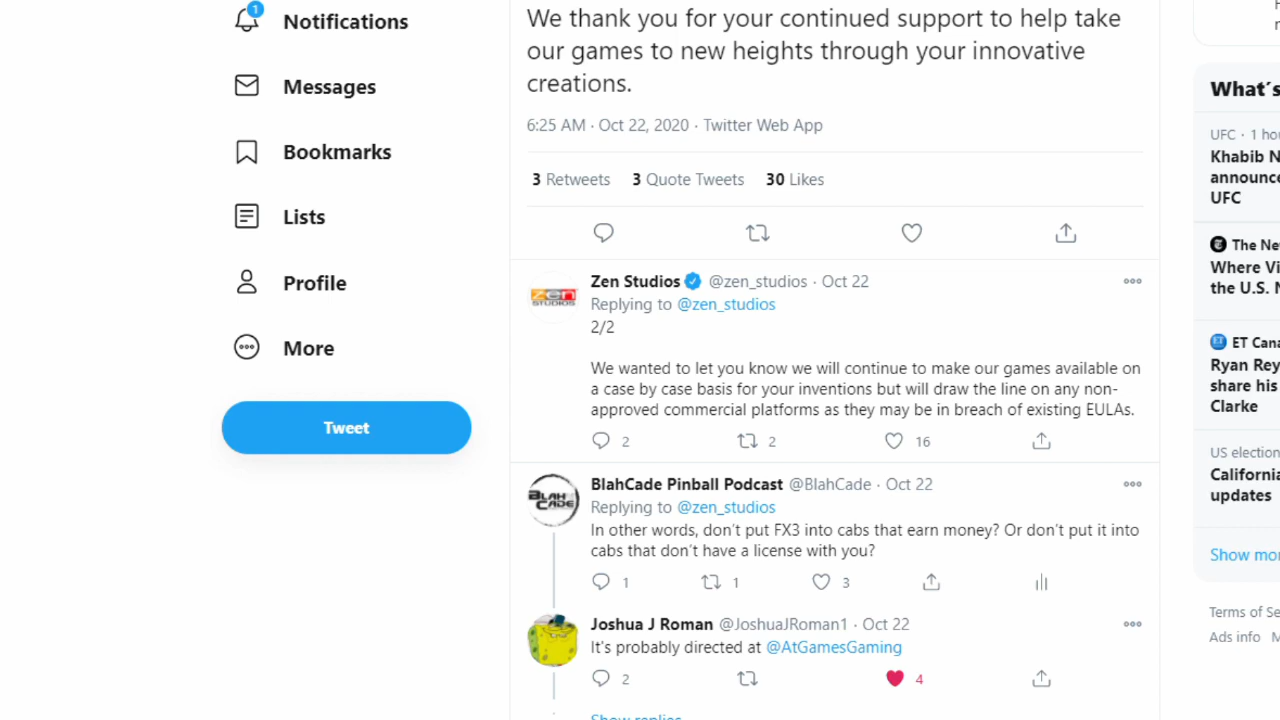 Notifications
1
Messages
Bookmarks
Lists
Profile
More
Tweet
We thank you for your continued support to help take
our games to new heights through your innovative
creations.
6:25 AM · Oct 22, 2020 · Twitter Web App
3 Retweets 3 Quote Tweets 30 Likes
Zen Studios @zen_studios · Oct 22
Replying to @zen_studios
2/2
We wanted to let you know we will continue to make our games available on
a case by case basis for your inventions but will draw the line on any non-
approved commercial platforms as they may be in breach of existing EULAs.
2 2 16
BlahCade Pinball Podcast @BlahCade · Oct 22
Replying to @zen_studios
In other words, don't put FX3 into cabs that earn money? Or don't put it into
cabs that don't have a license with you?
1 1 3
Joshua J Roman @JoshuaJRoman1 · Oct 22
It's probably directed at @AtGamesGaming
2 4
Show replies
ZEN
STUDIOS
BLAH
CADE
What's
UFC · 1 hou
Khabib N
announce
UFC
The Ne
Where Vi
the U.S. N
ET Cana
Ryan Rey
share his
Clarke
US election
California
updates
Show mor
Terms of Se
Ads info M